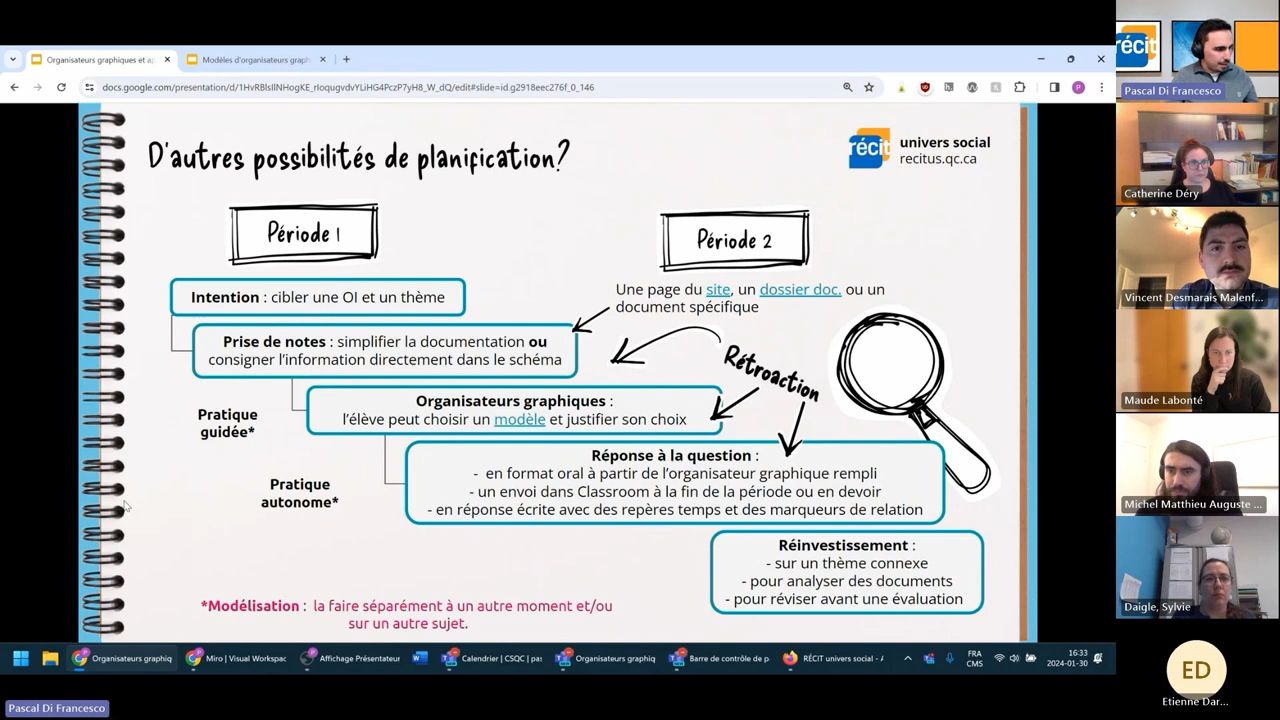 Organisateurs graphiques et a
Modèles d'organisateurs graph
docs.google.com/presentation/d/1HvRBlsIlNHogKE_rIoqugvdvYLiHG4PczP7yH8_W_dQ/edit#slide=id.g2918eec276f_0_146
D'autres possibilités de planification?
récit
univers social
recitus.qc.ca
Période 1
Période 2
Intention : cibler une OI et un thème
Une page du site, un dossier doc. ou un
document spécifique
Prise de notes : simplifier la documentation ou
consigner l'information directement dans le schéma
Rétroaction
Organisateurs graphiques :
l'élève peut choisir un modèle et justifier son choix
Pratique
guidée*
Réponse à la question :
- en format oral à partir de l'organisateur graphique rempli
- un envoi dans Classroom à la fin de la période ou en devoir
- en réponse écrite avec des repères temps et des marqueurs de relation
Pratique
autonome*
Réinvestissement :
- sur un thème connexe
- pour analyser des documents
- pour réviser avant une évaluation
*Modélisation : la faire séparément à un autre moment et/ou
sur un autre sujet.
Organisateurs graphiq
Miro | Visual Workspac
Affichage Présentateur
Calendrier | CSQC | pas
Organisateurs graphiq
Barre de contrôle de p
RÉCIT univers social - A
FRA
CMS
16:33
2024-01-30
Pascal Di Francesco
récit
Pascal Di Francesco
Catherine Déry
Vincent Desmarais Malenf...
Maude Labonté
Michel Matthieu Auguste ...
Daigle, Sylvie
ED
Etienne Dar...